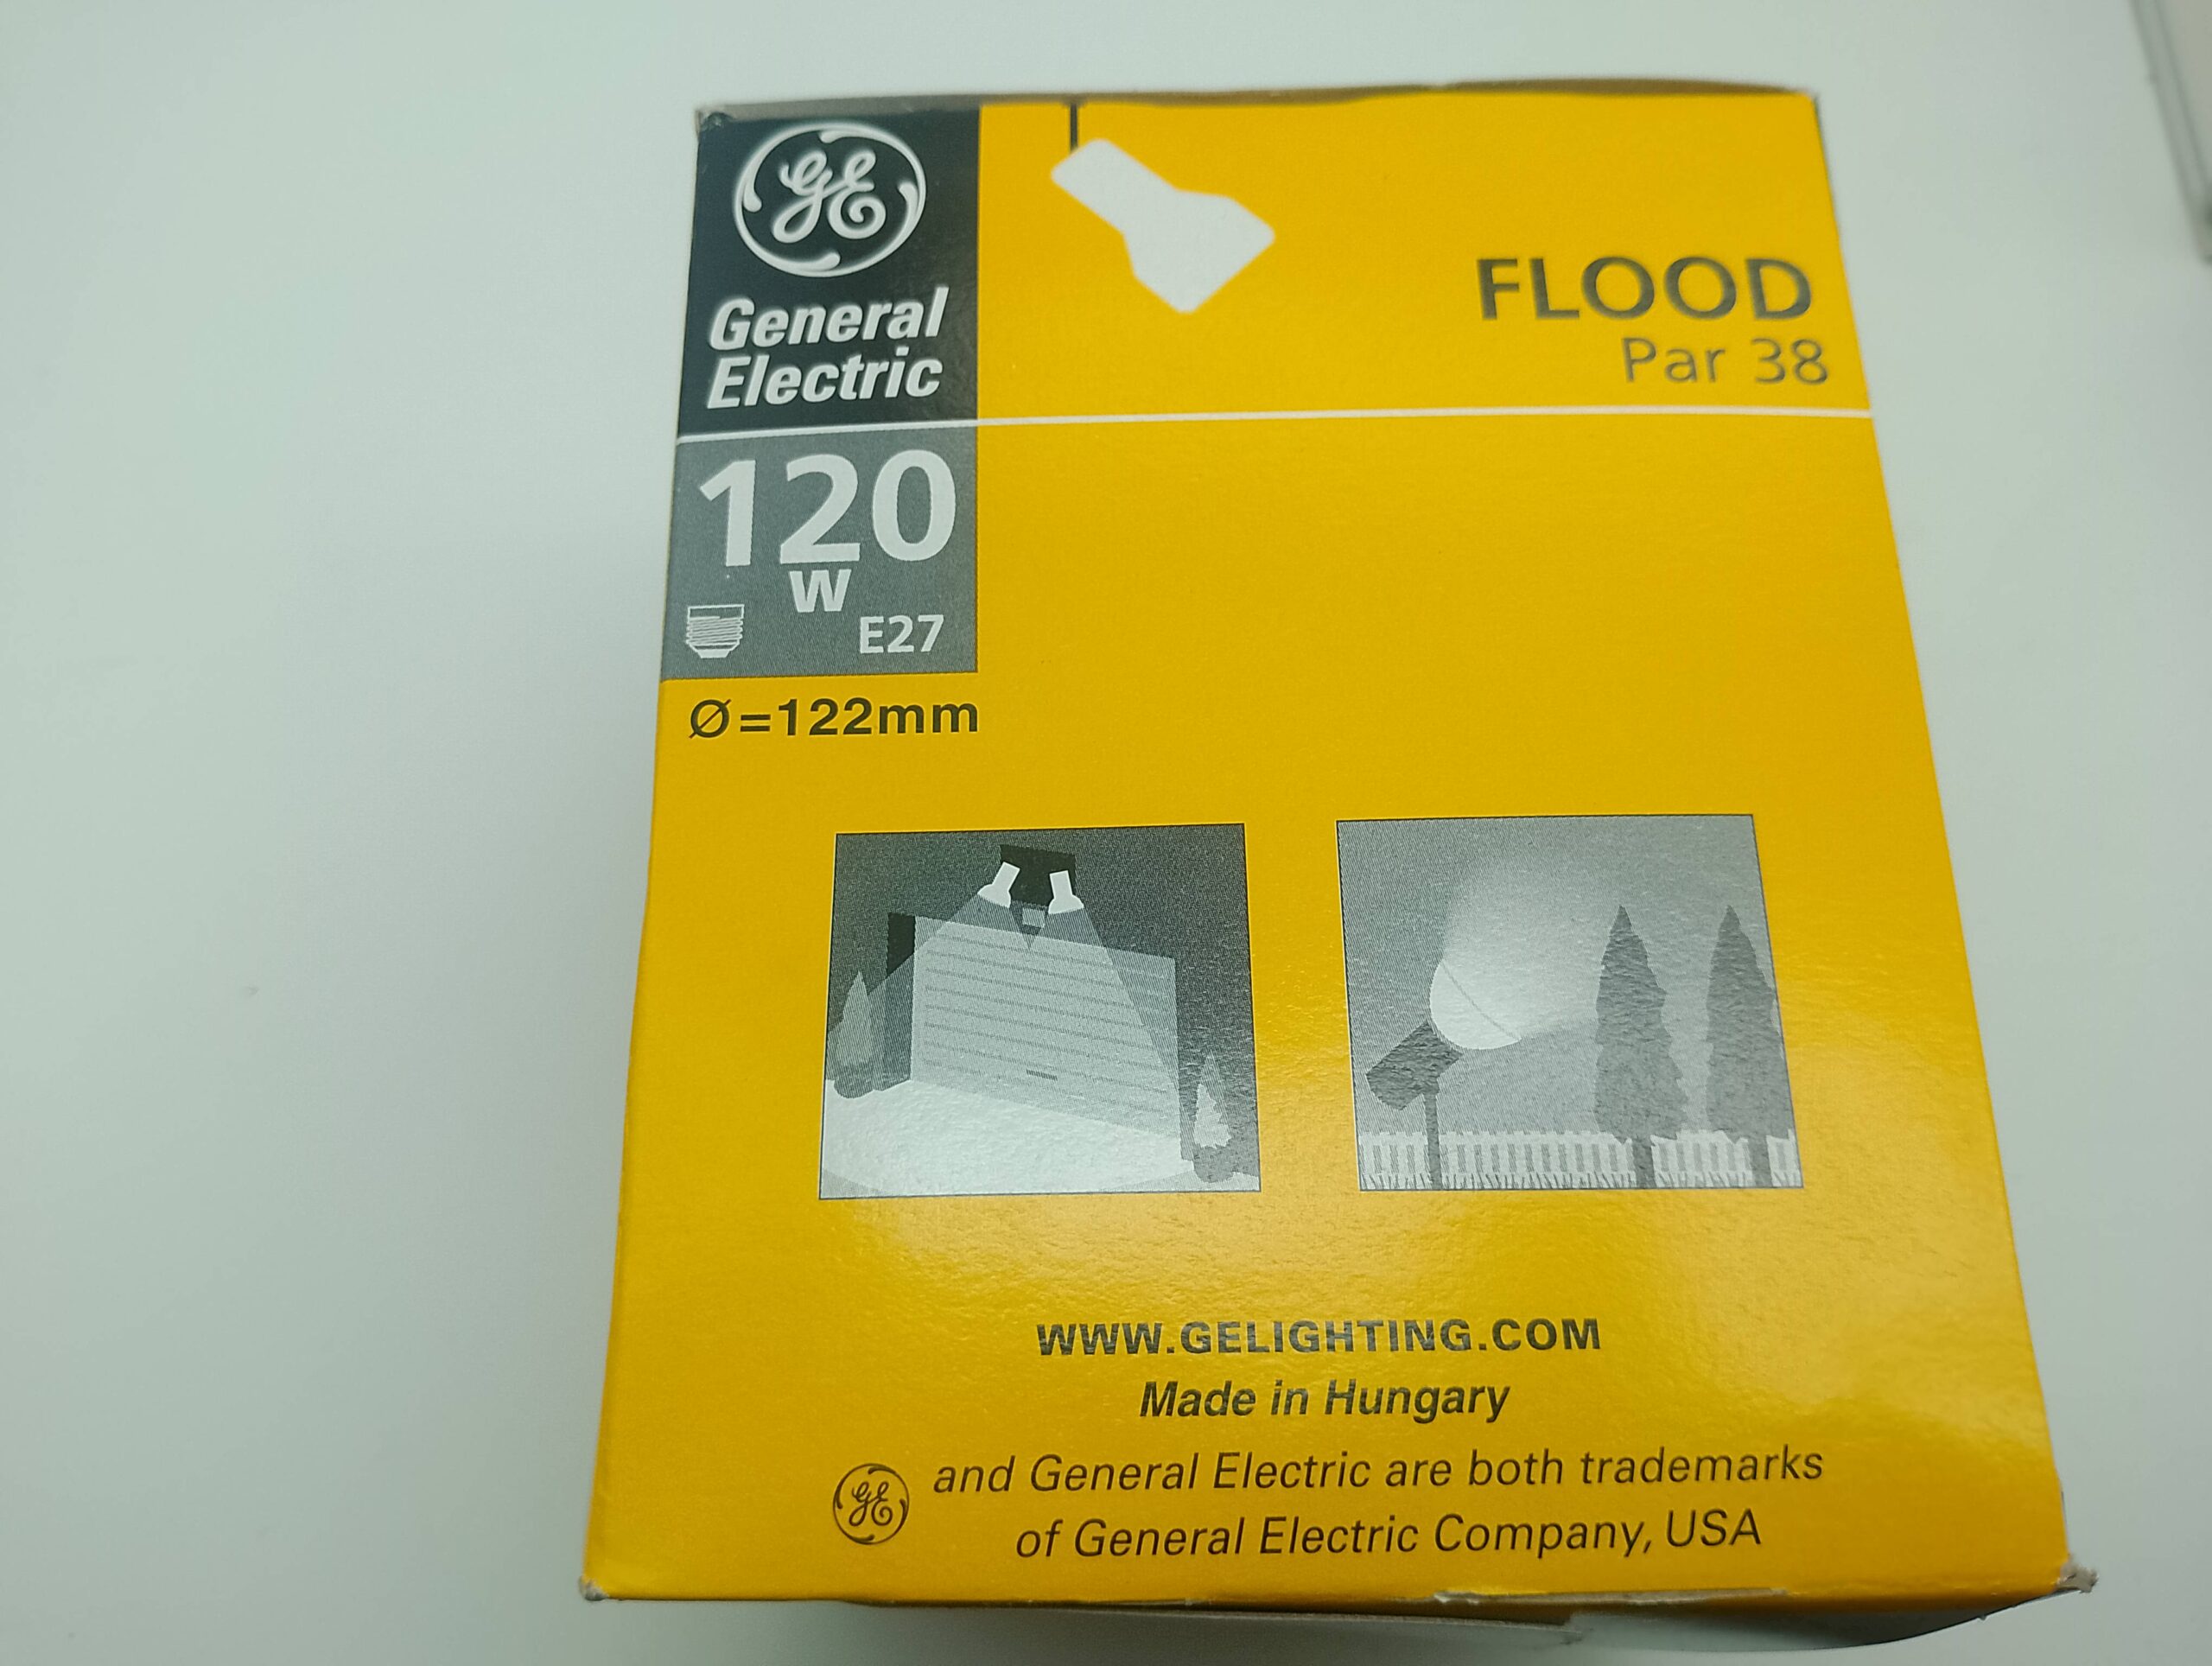 GE
General
Electric
FLOOD
Par 38
120
W
E27
Ø=122mm
WWW.GELIGHTING.COM
Made in Hungary
GE and General Electric are both trademarks
of General Electric Company, USA